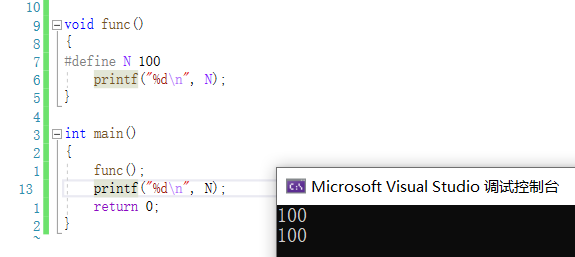 10
9 void func()
8 {
7 #define N 100
6 printf("%d\n", N);
5 }
4
3 int main()
2 {
1 func();
13 printf("%d\n", N);
1 return 0;
2 }
~
Microsoft Visual Studio 调试控制台
100
100